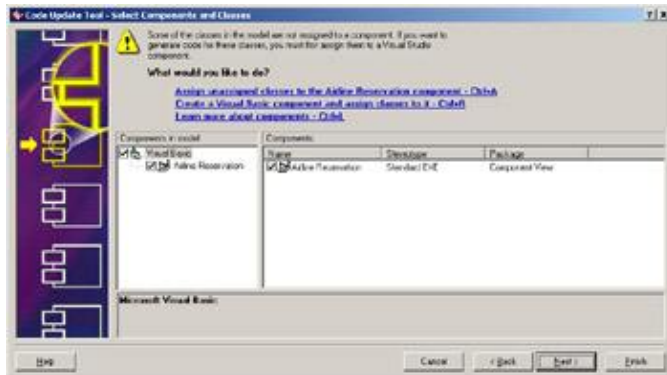 Code Update Tool - Select Components and Classes
Some of the classes in the model are not assigned to a component. If you want to
generate code for these classes, you must first assign them to a Visual Studio
component.
What would you like to do?
Assign unassigned classes to the Airline Reservation component - Ctrl+A
Create a Visual Basic component and assign classes to it - Ctrl+B
Learn more about components - Ctrl+L
Components in model
Components:
Visual Basic
Airline Reservation
Name Stereotype Package
Airline Reservation Standard EXE Component View
Microsoft Visual Basic
Help Cancel < Back Next > Finish